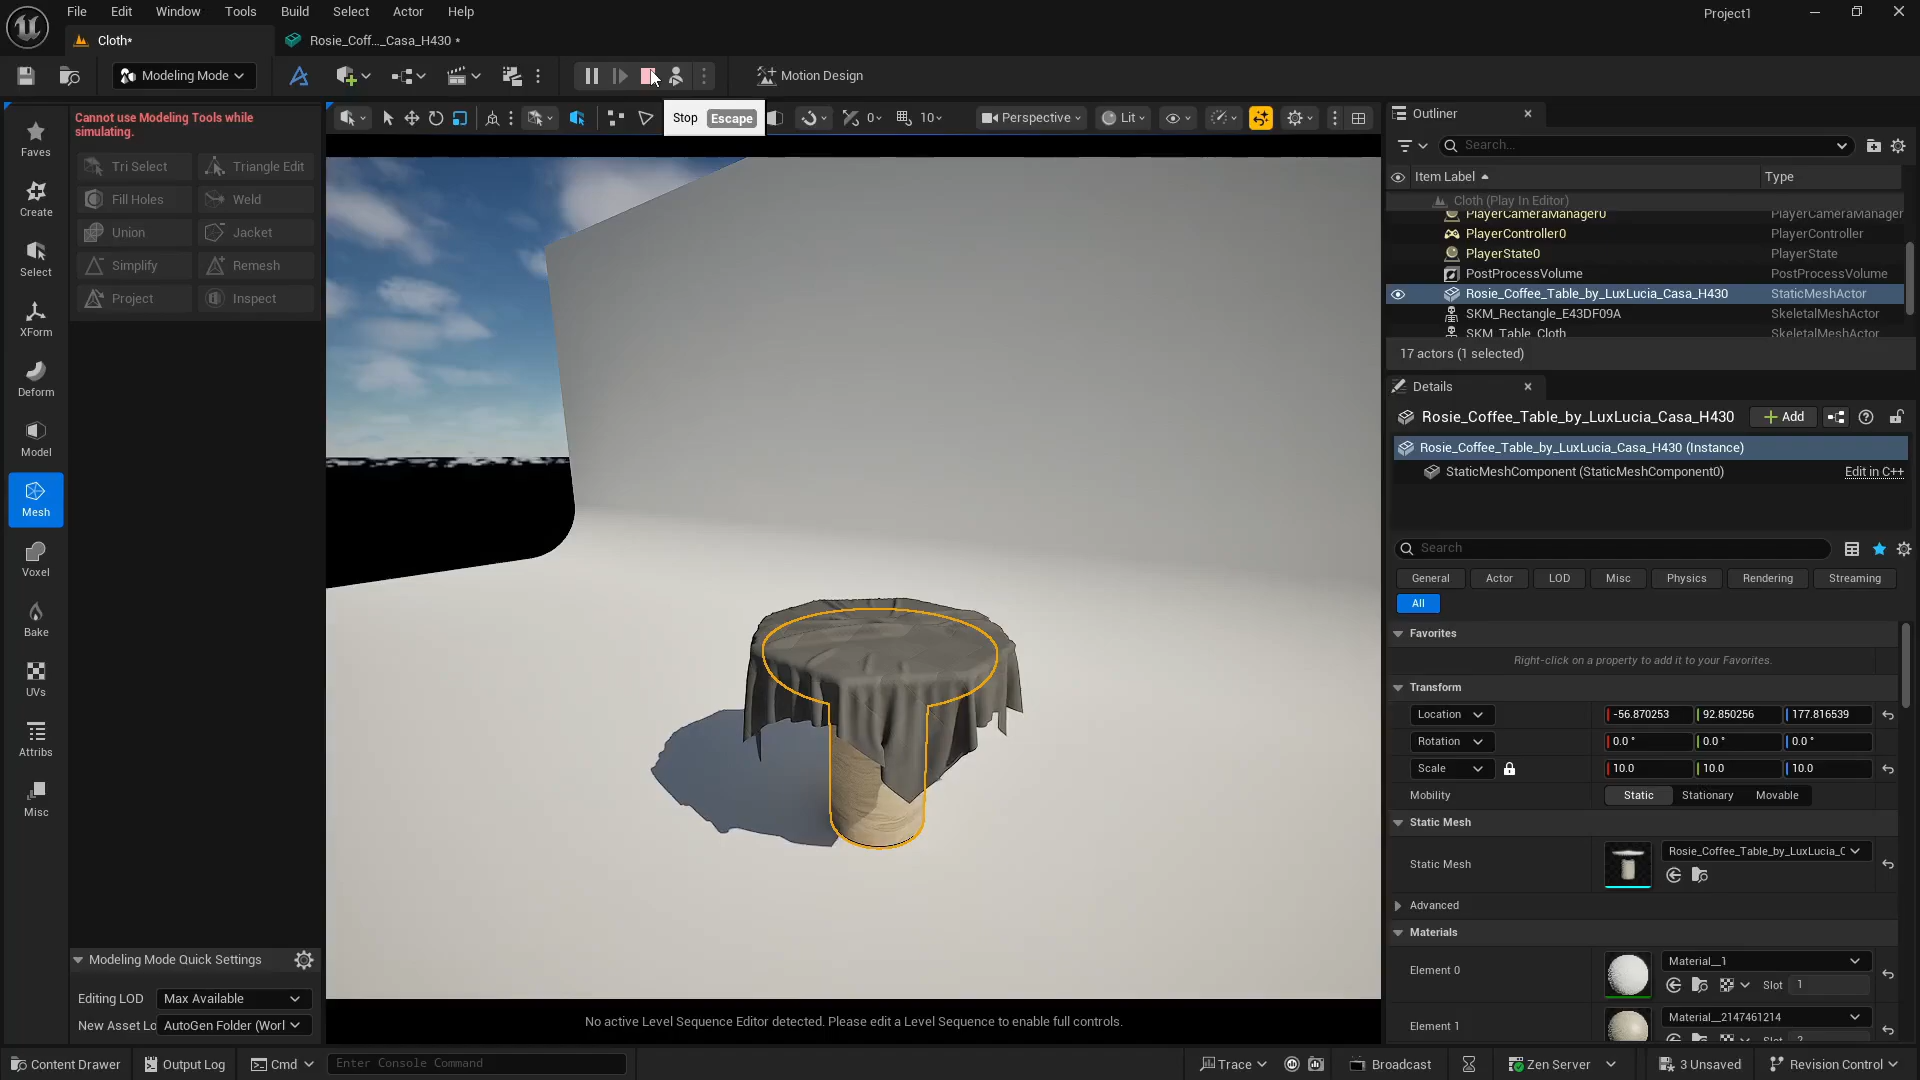 File Edit Window Tools Build Select Actor Help Project1
Cloth* Rosie_Coff..._Casa_H430 *
Modeling Mode Motion Design
Stop Escape
0 10 Perspective Lit
Cannot use Modeling Tools while
simulating.
Tri Select Triangle Edit
Fill Holes Weld
Union Jacket
Simplify Remesh
Project Inspect
Faves
Create
Select
XForm
Deform
Model
Mesh
Voxel
Bake
UVs
Attribs
Misc
Modeling Mode Quick Settings
Editing LOD Max Available
New Asset Lo AutoGen Folder (Worl
No active Level Sequence Editor detected. Please edit a Level Sequence to enable full controls.
Outliner
Search...
Item Label Type
Cloth (Play In Editor)
PlayerCameraManager0 PlayerCameraManager
PlayerController0 PlayerController
PlayerState0 PlayerState
PostProcessVolume PostProcessVolume
Rosie_Coffee_Table_by_LuxLucia_Casa_H430 StaticMeshActor
SKM_Rectangle_E43DF09A SkeletalMeshActor
SKM_Table_Cloth SkeletalMeshActor
17 actors (1 selected)
Details
Rosie_Coffee_Table_by_LuxLucia_Casa_H430 Add
Rosie_Coffee_Table_by_LuxLucia_Casa_H430 (Instance)
StaticMeshComponent (StaticMeshComponent0) Edit in C++
Search
General Actor LOD Misc Physics Rendering Streaming
All
Favorites
Right-click on a property to add it to your Favorites.
Transform
Location -56.870253 92.850256 177.816539
Rotation 0.0 ° 0.0 ° 0.0 °
Scale 10.0 10.0 10.0
Mobility Static Stationary Movable
Static Mesh
Static Mesh Rosie_Coffee_Table_by_LuxLucia_C
Advanced
Materials
Element 0 Material__1
Slot 1
Element 1 Material__2147461214
Slot 2
Content Drawer Output Log Cmd Enter Console Command Trace Broadcast Zen Server 3 Unsaved Revision Control